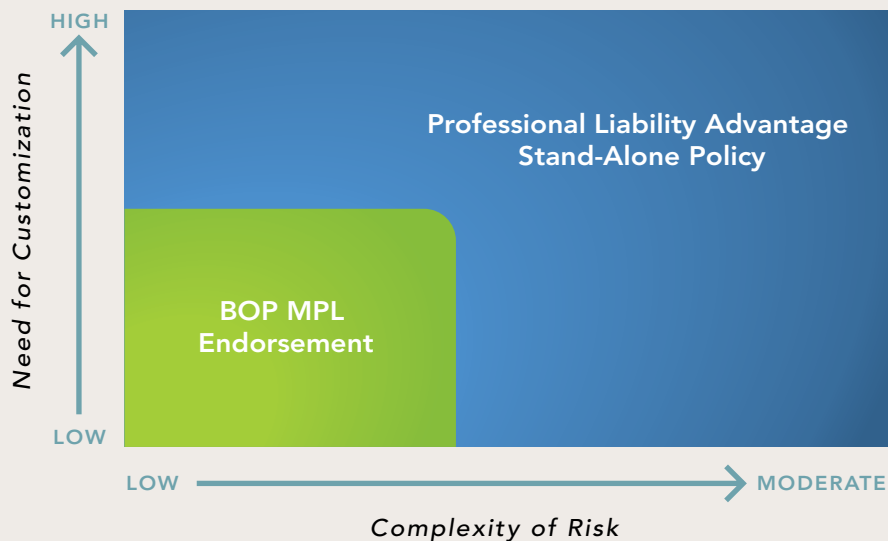 HIGH
Need for Customization
LOW
Professional Liability Advantage
Stand-Alone Policy
BOP MPL
Endorsement
LOW
MODERATE
Complexity of Risk